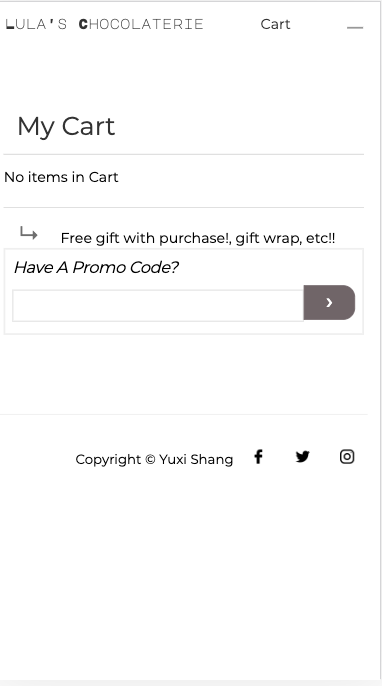 LULA'S CHOCOLATERIE Cart
My Cart
No items in Cart
Free gift with purchase!, gift wrap, etc!!
Have A Promo Code?
›
Copyright © Yuxi Shang